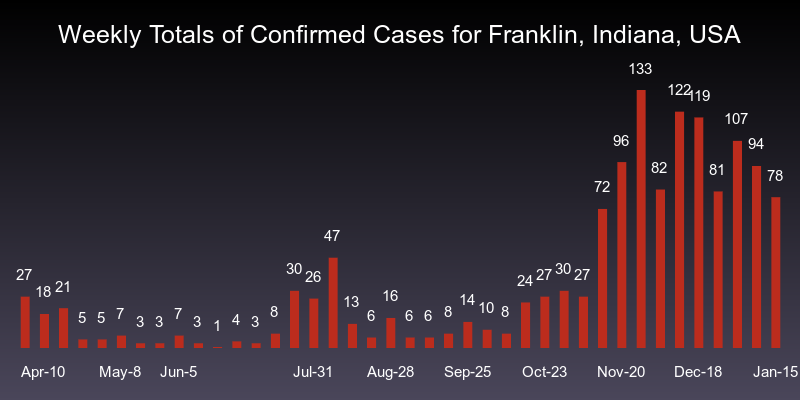 Weekly Totals of Confirmed Cases for Franklin, Indiana, USA
27 18 21 5 5 7 3 3 7 3 1 4 3 8 30 26 47 13 6 16 6 6 8 14 10 8 24 27 30 27 72 96 133 82 122 119 81 107 94 78
Apr-10 May-8 Jun-5 Jul-31 Aug-28 Sep-25 Oct-23 Nov-20 Dec-18 Jan-15